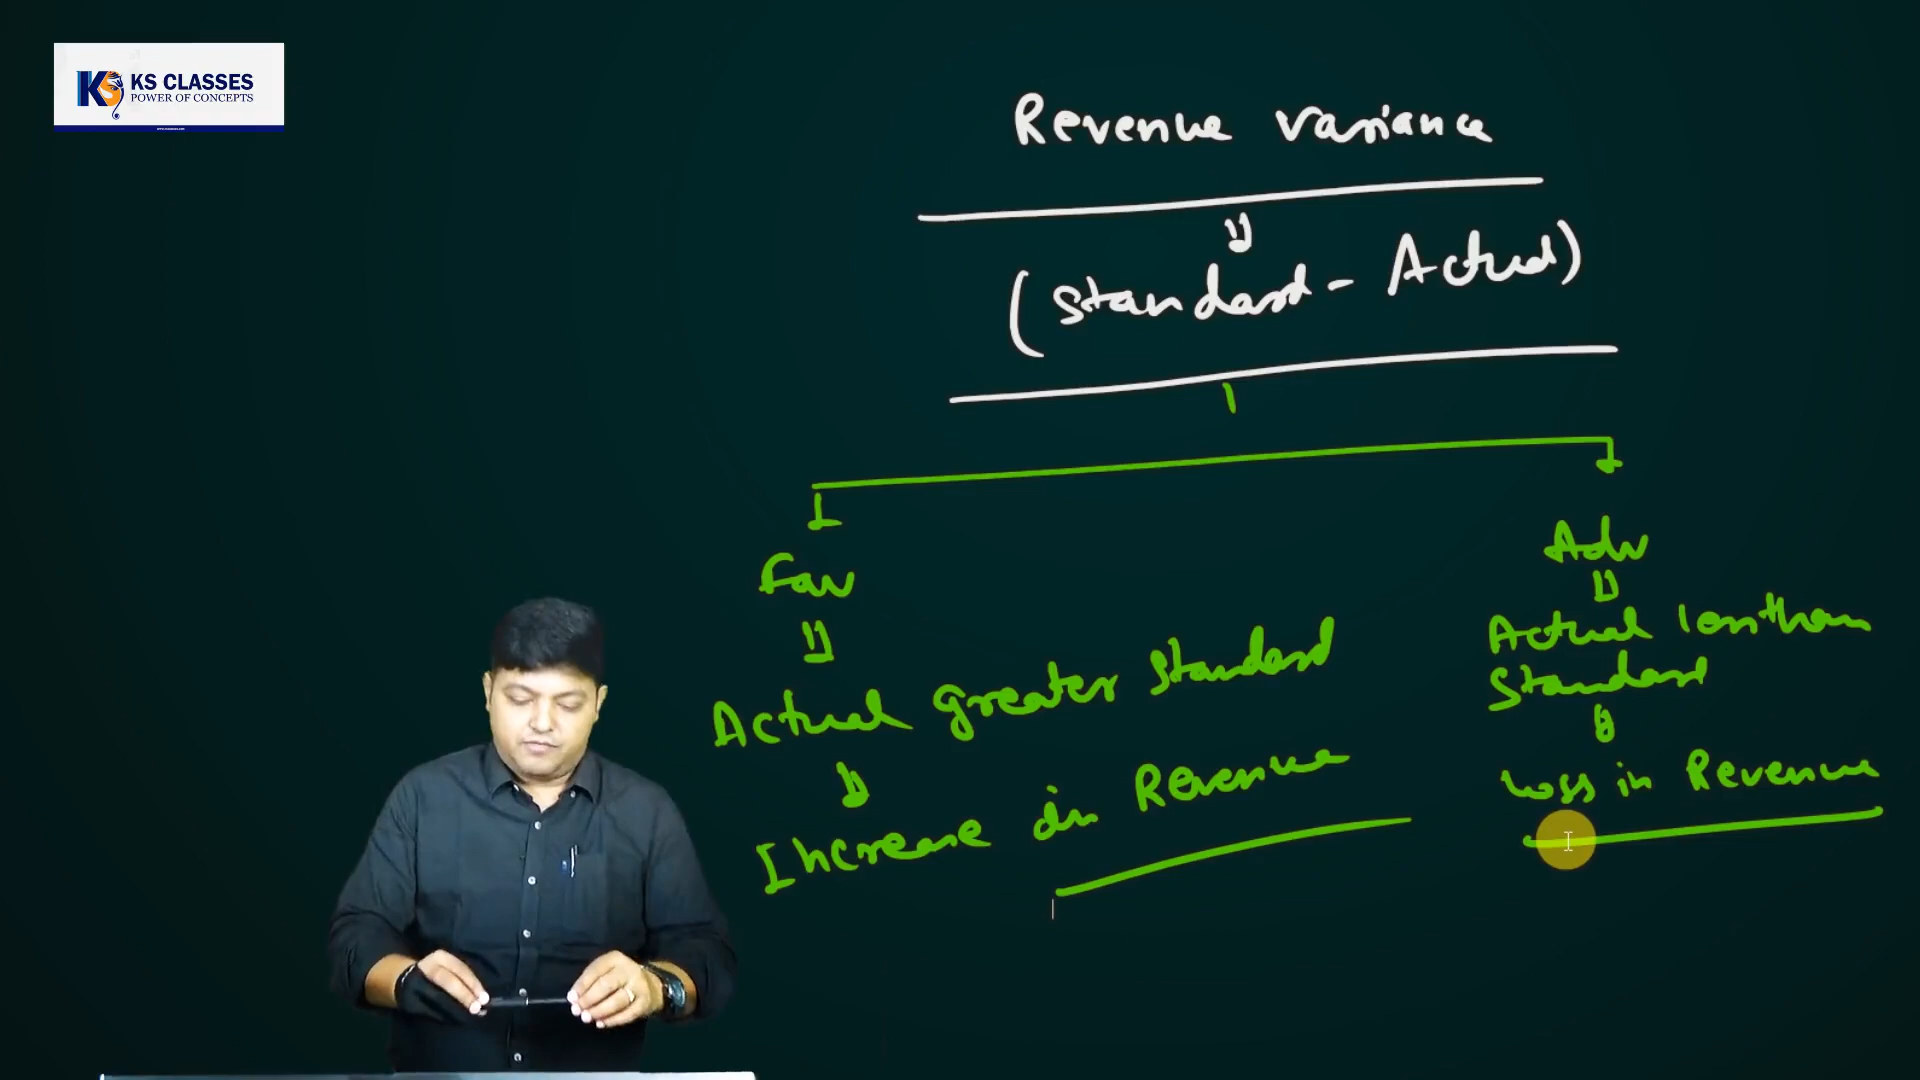 KS CLASSES
POWER OF CONCEPTS
Revenue variance
(Standard - Actual)
Fav
Actual greater Standard
Increase in Revenue
Adv
Actual less than
Standard
Loss in Revenue